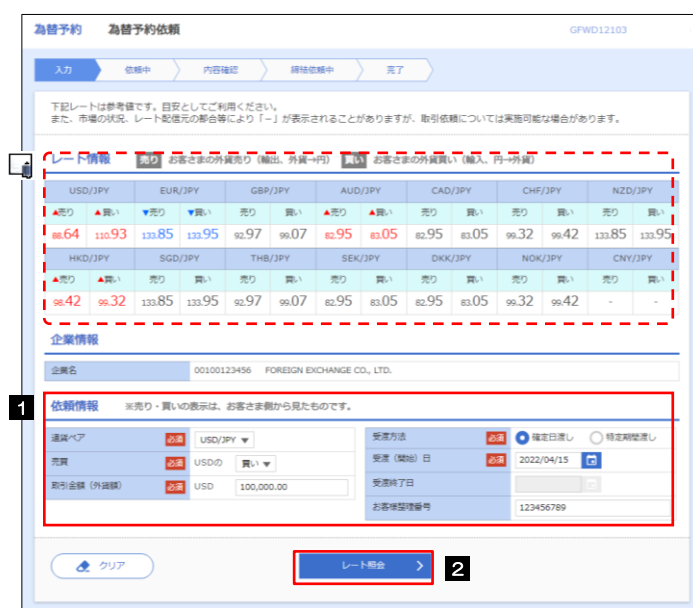 為替予約 為替予約依頼 GFWD12103
入力 依頼中 内容確認 締結依頼中 完了
下記レートは参考値です。目安としてご利用ください。
また、市場の状況、レート配信元の都合等により「－」が表示されることがありますが、取引依頼については実施可能な場合があります。
レート情報 売り お客さまの外貨売り（輸出、外貨→円） 買い お客さまの外貨買い（輸入、円→外貨）
USD/JPY EUR/JPY GBP/JPY AUD/JPY CAD/JPY CHF/JPY NZD/JPY
▲売り ▲買い ▼売り ▼買い 売り 買い ▲売り ▲買い 売り 買い 売り 買い 売り 買い
88.64 110.93 133.85 133.95 92.97 99.07 82.95 83.05 82.95 83.05 99.32 99.42 133.85 133.95
HKD/JPY SGD/JPY THB/JPY SEK/JPY DKK/JPY NOK/JPY CNY/JPY
▲売り ▲買い 売り 買い 売り 買い 売り 買い 売り 買い 売り 買い 売り 買い
98.42 99.32 133.85 133.95 92.97 99.07 82.95 83.05 82.95 83.05 99.32 99.42 - -
企業情報
企業名 00100123456 FOREIGN EXCHANGE CO., LTD.
1 依頼情報 ※売り・買いの表示は、お客さま側から見たものです。
通貨ペア 必須 USD/JPY ▼ 受渡方法 必須 確定日渡し 特定期間渡し
売買 必須 USDの 買い ▼ 受渡（開始）日 必須 2022/04/15
取引金額（外貨額） 必須 USD 100,000.00 受渡終了日
お客様整理番号 123456789
クリア レート照会 2